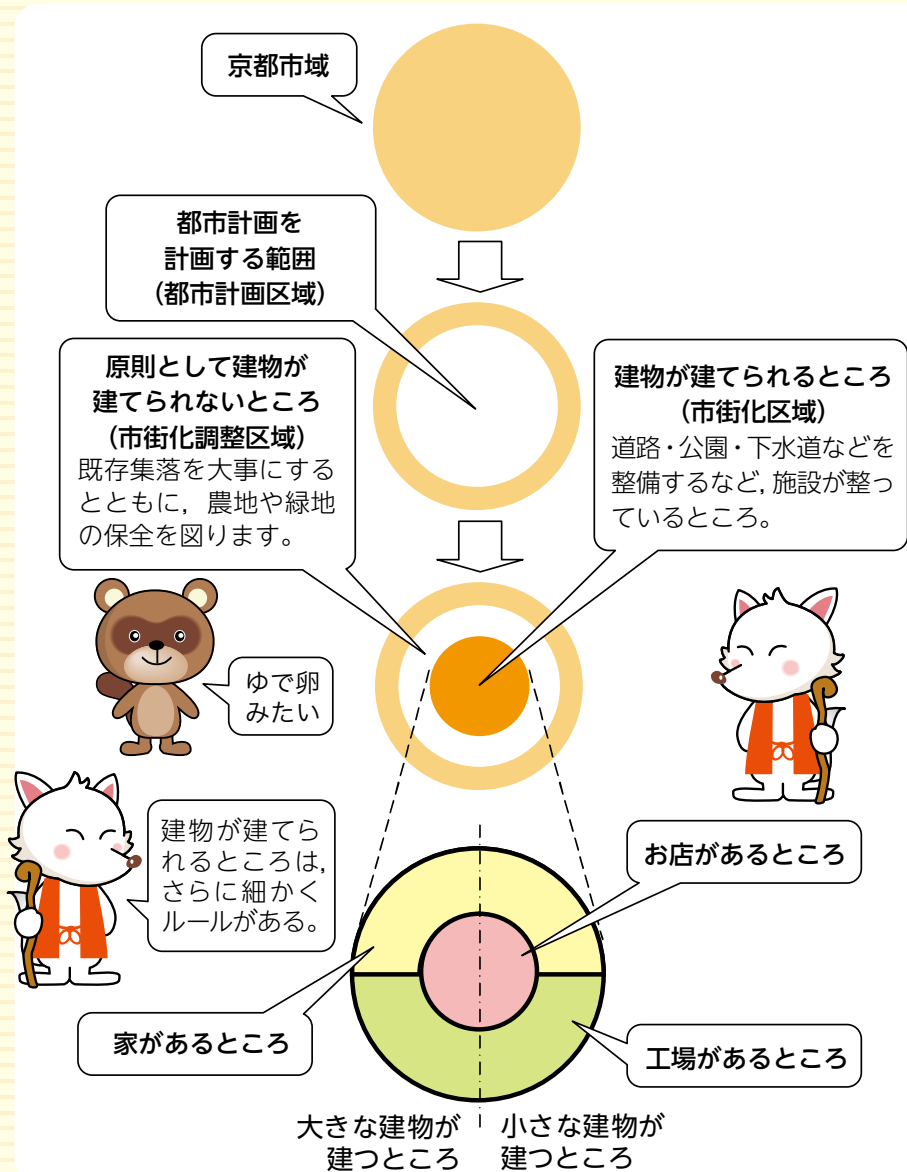 京都市域
都市計画を
計画する範囲
(都市計画区域)
原則として建物が
建てられないところ
(市街化調整区域)
既存集落を大事にする
とともに，農地や緑地
の保全を図ります。
建物が建てられるところ
(市街化区域)
道路・公園・下水道などを
整備するなど，施設が整っ
ているところ。
ゆで卵
みたい
建物が建てら
れるところは，
さらに細かく
ルールがある。
お店があるところ
家があるところ
工場があるところ
大きな建物が
建つところ
小さな建物が
建つところ